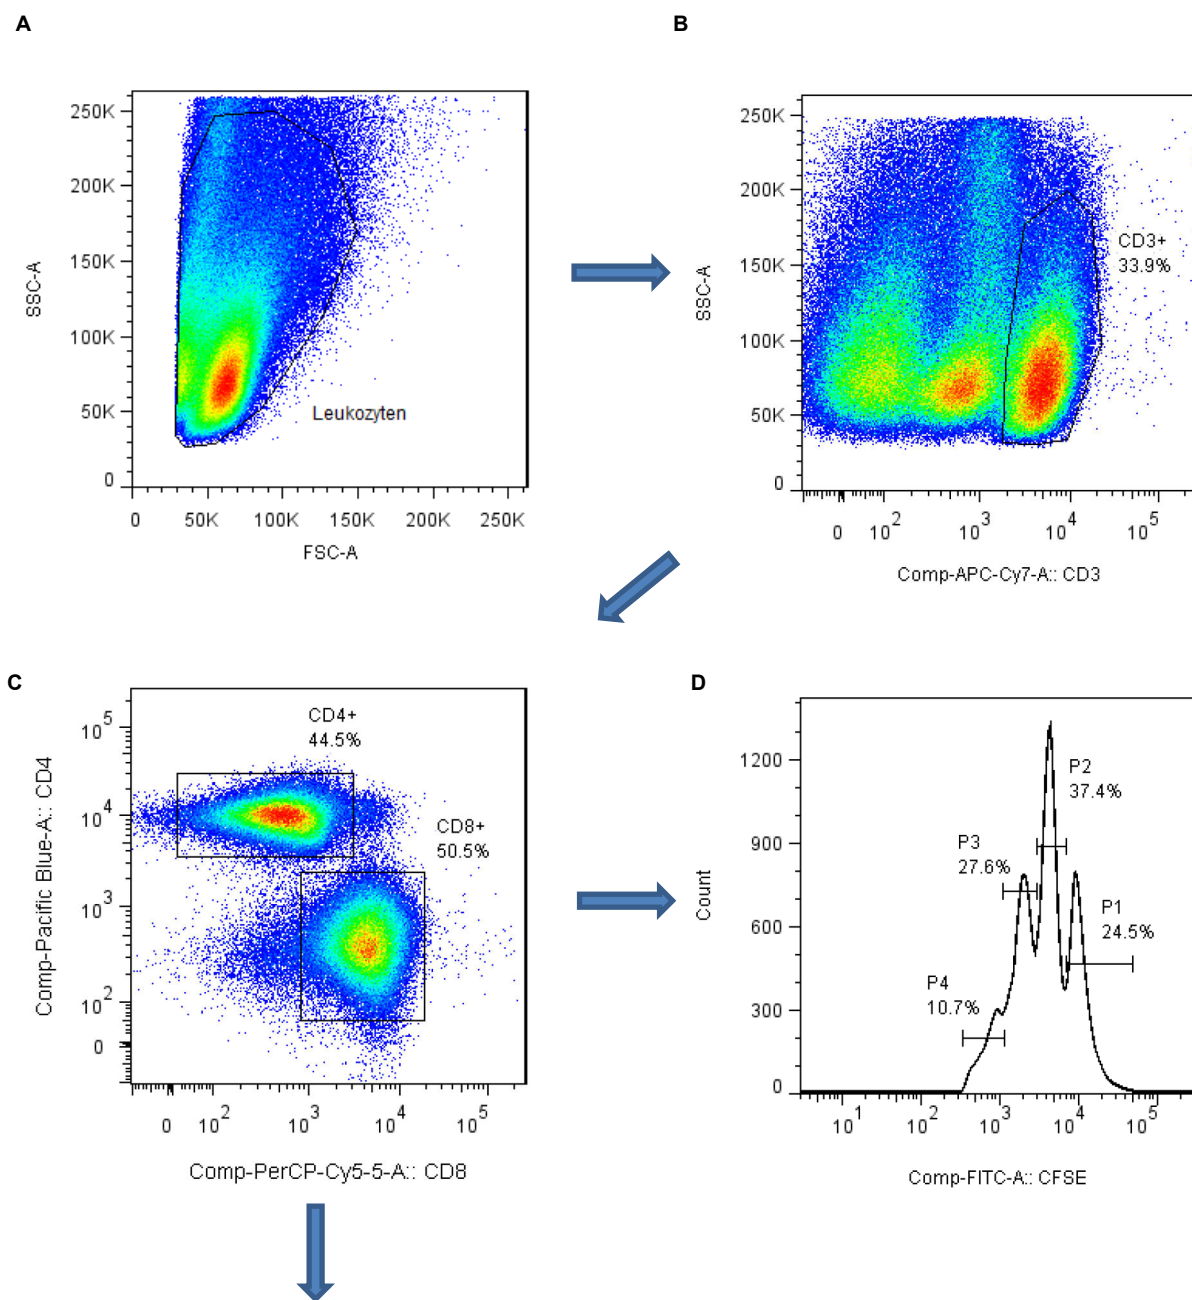 A
B
250K
200K
150K
100K
50K
0
SSC-A
Leukozyten
0 50K 100K 150K 200K 250K
FSC-A
250K
200K
150K
100K
50K
0
SSC-A
CD3+
33.9%
0 10^2 10^3 10^4 10^5
Comp-APC-Cy7-A:: CD3
C
D
10^5
10^4
10^3
10^2
0
Comp-Pacific Blue-A:: CD4
CD4+
44.5%
CD8+
50.5%
0 10^2 10^3 10^4 10^5
Comp-PerCP-Cy5-5-A:: CD8
1200
900
600
300
0
Count
P2
37.4%
P3
27.6%
P1
24.5%
P4
10.7%
10^1 10^2 10^3 10^4 10^5
Comp-FITC-A:: CFSE